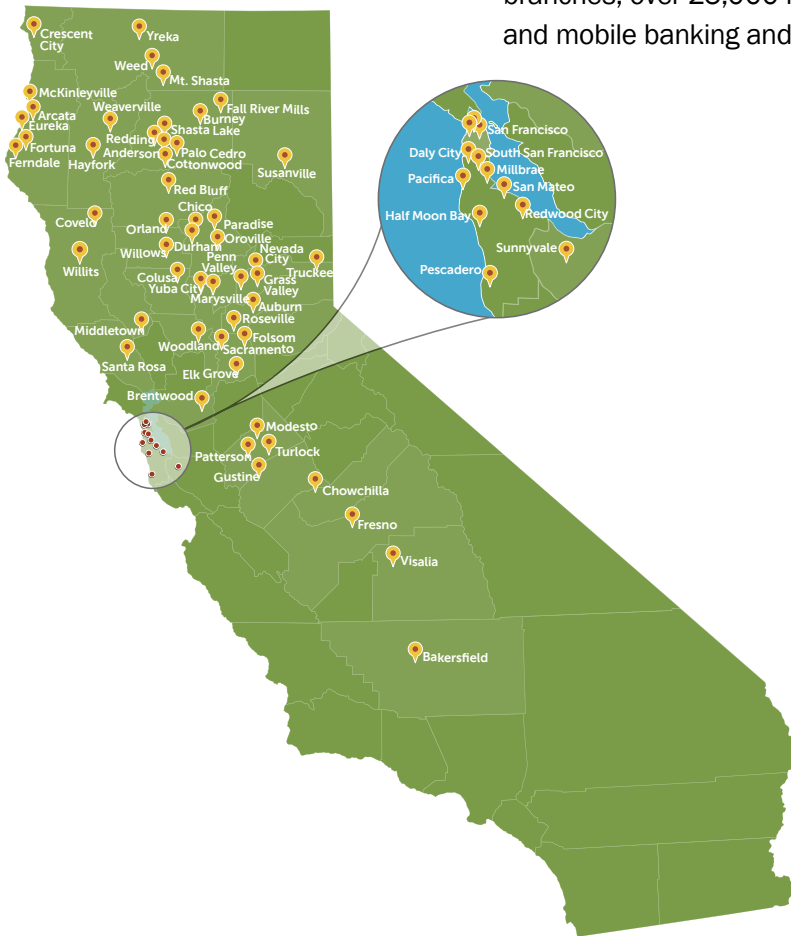 branches, over 25,000
and mobile banking and
Crescent
City
Yreka
Weed
Mt. Shasta
McKinleyville
Weaverville
Fall River Mills
Arcata
Burney
Eureka
Shasta Lake
Redding
Fortuna
Anderson
Palo Cedro
Ferndale
Hayfork
Cottonwood
Susanville
Red Bluff
Chico
Covelo
Orland
Paradise
Durham
Oroville
Willows
Penn
Valley
Nevada
City
Willits
Colusa
Truckee
Yuba City
Grass
Valley
Marysville
Auburn
Roseville
Middletown
Woodland
Folsom
Sacramento
Santa Rosa
Elk Grove
Brentwood
San Francisco
Daly City
South San Francisco
Pacifica
Millbrae
San Mateo
Half Moon Bay
Redwood City
Sunnyvale
Pescadero
Modesto
Patterson
Turlock
Gustine
Chowchilla
Fresno
Visalia
Bakersfield